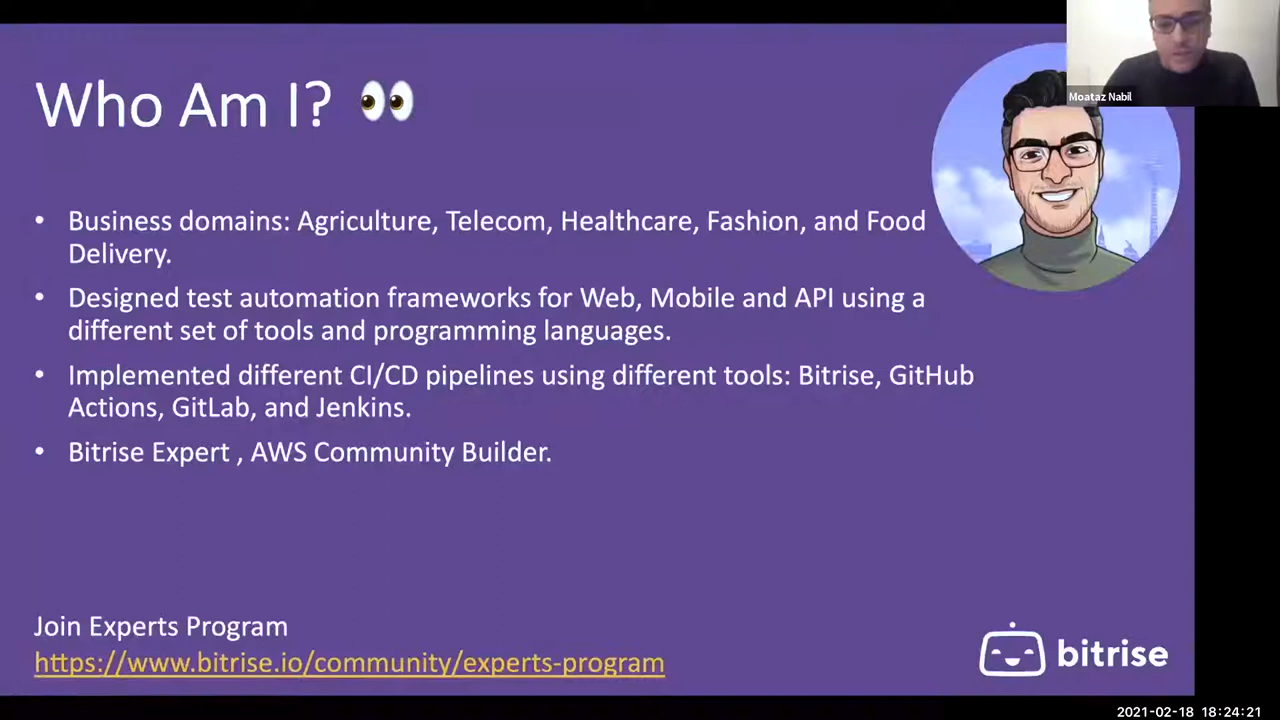 Moataz Nabil
Who Am I? 👀
• Business domains: Agriculture, Telecom, Healthcare, Fashion, and Food
Delivery.
• Designed test automation frameworks for Web, Mobile and API using a
different set of tools and programming languages.
• Implemented different CI/CD pipelines using different tools: Bitrise, GitHub
Actions, GitLab, and Jenkins.
• Bitrise Expert , AWS Community Builder.
Join Experts Program
https://www.bitrise.io/community/experts-program
bitrise
2021-02-18 18:24:21